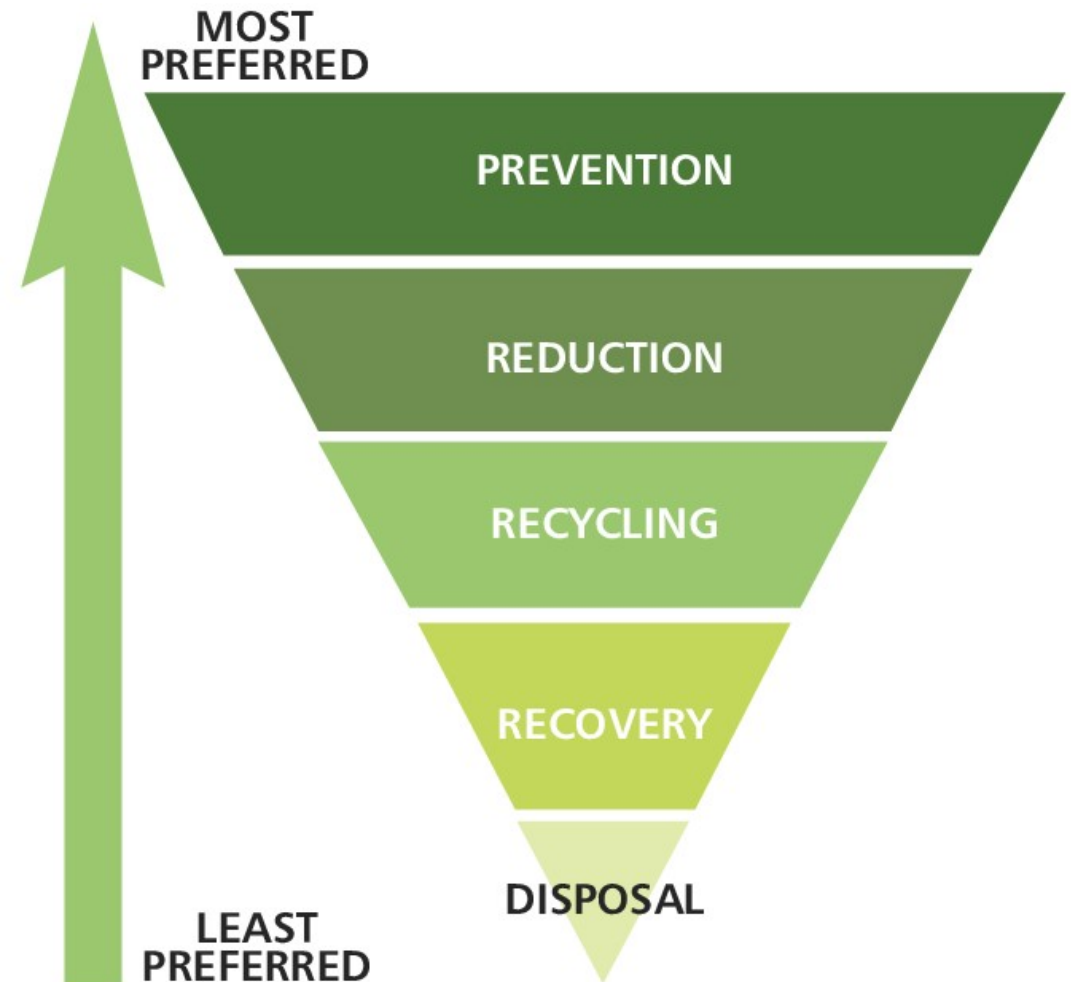 MOST
PREFERRED
PREVENTION
REDUCTION
RECYCLING
RECOVERY
DISPOSAL
LEAST
PREFERRED